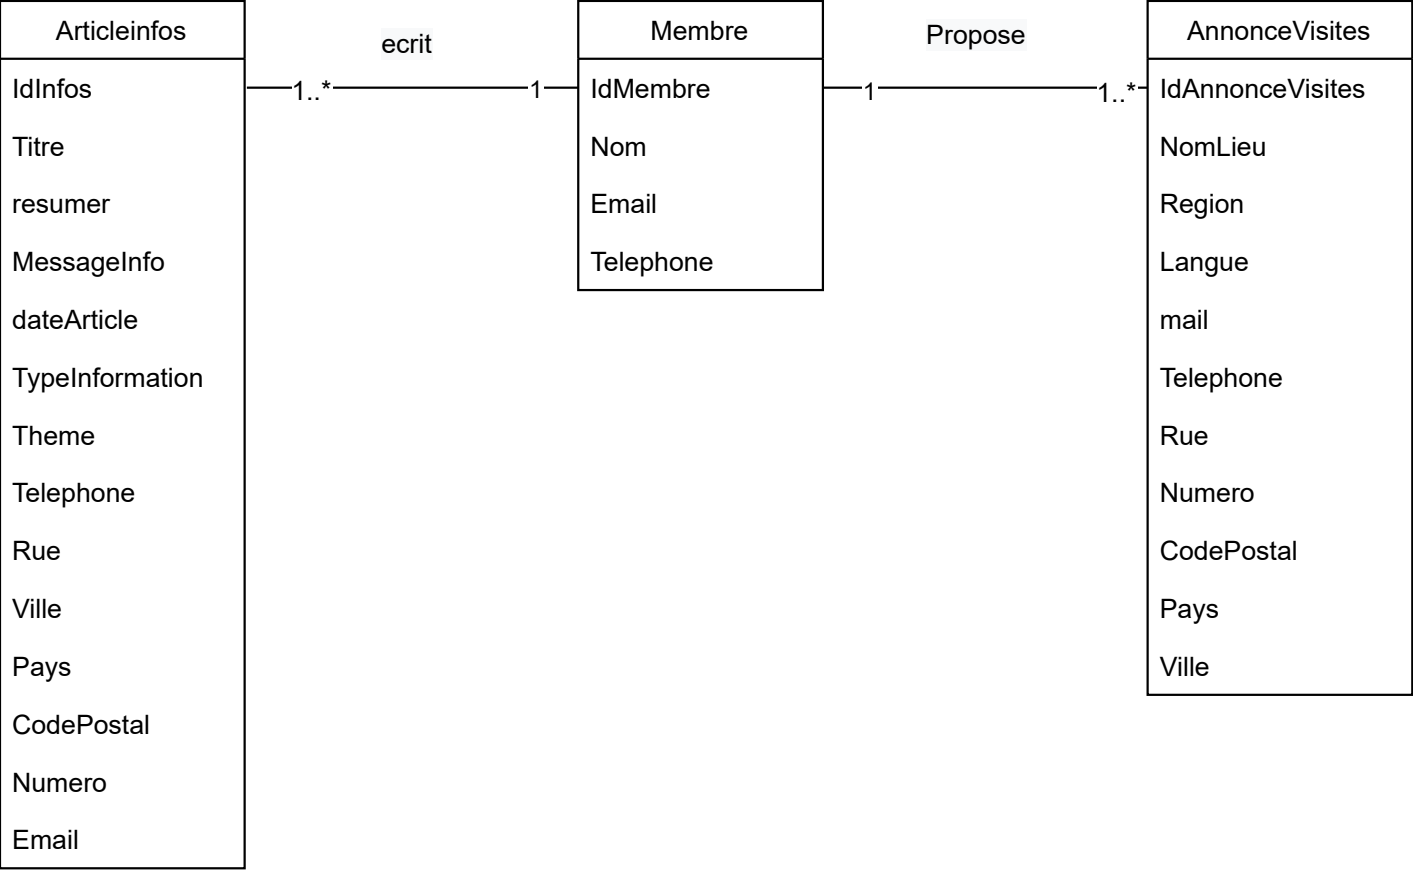 Articleinfos
IdInfos
Titre
resumer
MessageInfo
dateArticle
TypeInformation
Theme
Telephone
Rue
Ville
Pays
CodePostal
Numero
Email
ecrit
1..*
1
Membre
IdMembre
Nom
Email
Telephone
Propose
1
1..*
AnnonceVisites
IdAnnonceVisites
NomLieu
Region
Langue
mail
Telephone
Rue
Numero
CodePostal
Pays
Ville